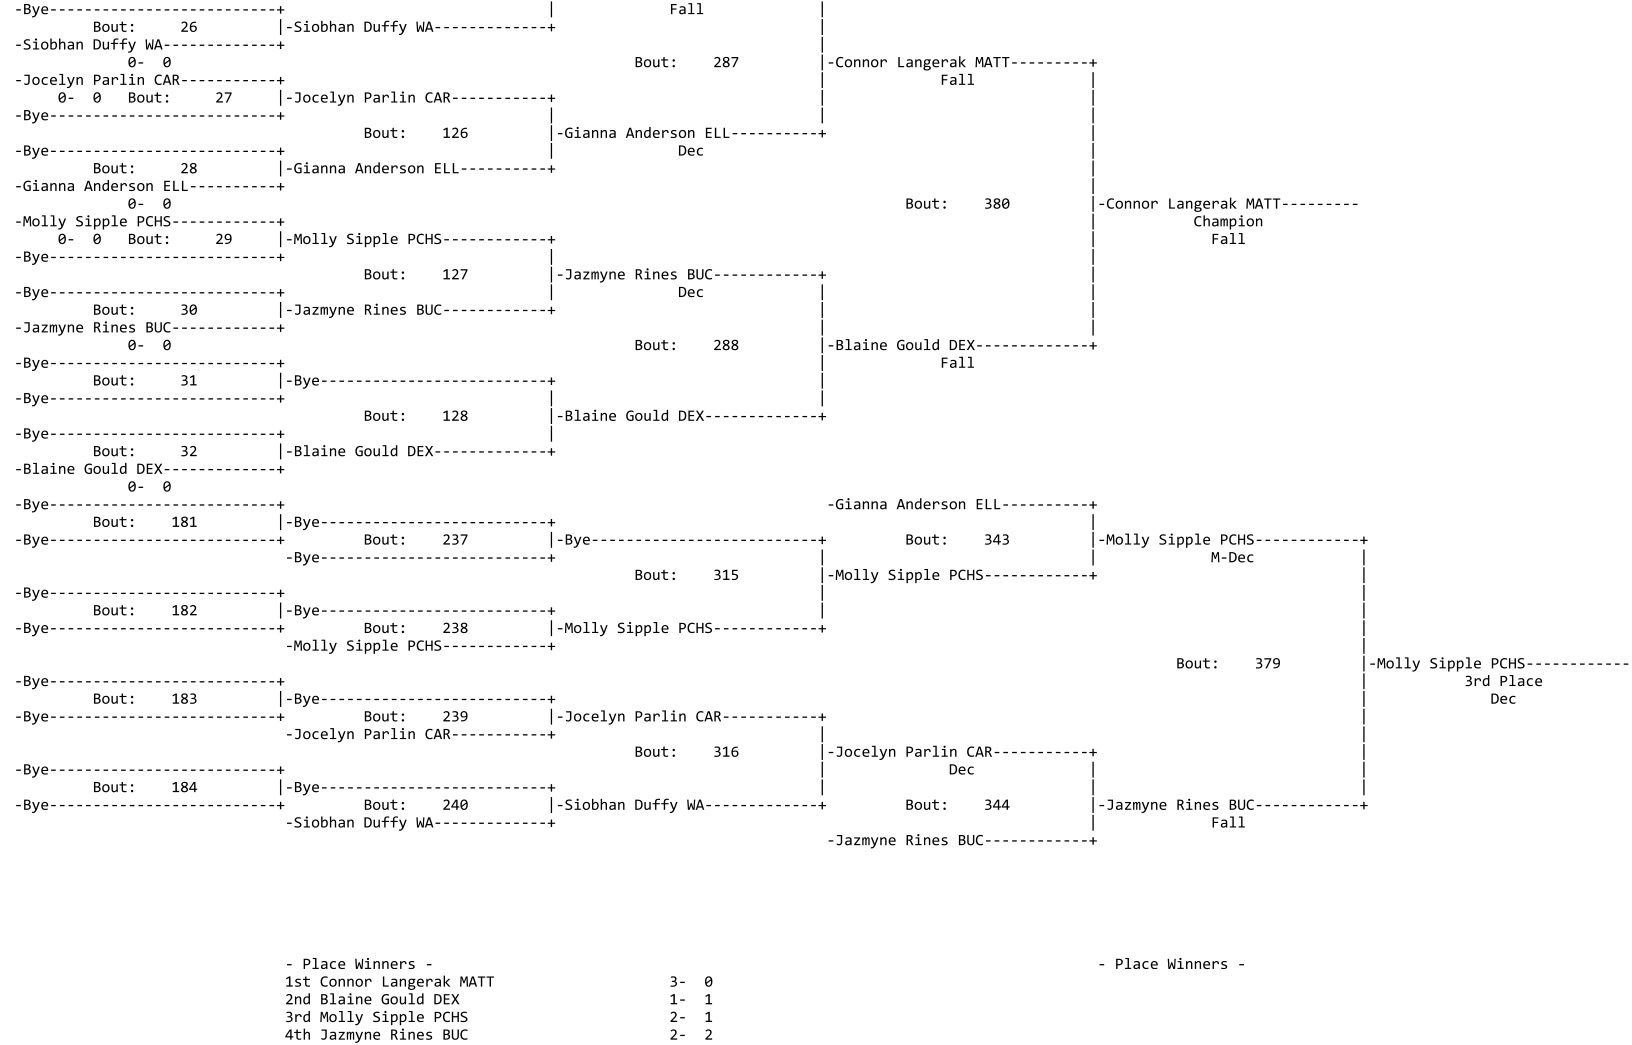 -Bye---------------------------+                               |             Fall             |
         Bout:     26          |-Siobhan Duffy WA-------------+
-Siobhan Duffy WA--------------+                                                              |
             0-  0                                                     Bout:    287          |-Connor Langerak MATT---------+
-Jocelyn Parlin CAR------------+                                                              |             Fall             |
     0-  0   Bout:     27      |-Jocelyn Parlin CAR-----------+                               |                              |
-Bye---------------------------+                              |                               |                              |
                                        Bout:    126          |-Gianna Anderson ELL----------+                               |
-Bye---------------------------+                              |              Dec                                             |
         Bout:     28          |-Gianna Anderson ELL----------+                                                              |
-Gianna Anderson ELL-----------+                                                                                             |
             0-  0                                                                                     Bout:    380          |-Connor Langerak MATT---------
-Molly Sipple PCHS-------------+                                                                                             |           Champion
     0-  0   Bout:     29      |-Molly Sipple PCHS------------+                                                              |             Fall
-Bye---------------------------+                              |                                                              |
                                        Bout:    127          |-Jazmyne Rines BUC------------+                               |
-Bye---------------------------+                              |              Dec             |                               |
         Bout:     30          |-Jazmyne Rines BUC------------+                              |                               |
-Jazmyne Rines BUC-------------+                                                             |                               |
             0-  0                                                     Bout:    288          |-Blaine Gould DEX-------------+
-Bye---------------------------+                                                             |             Fall
         Bout:     31          |-Bye--------------------------+                              |
-Bye---------------------------+                              |                              |
                                        Bout:    128          |-Blaine Gould DEX-------------+
-Bye---------------------------+                              |
         Bout:     32          |-Blaine Gould DEX-------------+
-Blaine Gould DEX--------------+
             0-  0
-Bye---------------------------+                                                              -Gianna Anderson ELL----------+
         Bout:    181          |-Bye--------------------------+                                                             |
-Bye---------------------------+         Bout:    237         |-Bye--------------------------+         Bout:    343         |-Molly Sipple PCHS------------+
                                -Bye--------------------------+                              |                              |             M-Dec            |
                                                                       Bout:    315          |-Molly Sipple PCHS------------+                              |
-Bye---------------------------+                                                             |                                                             |
         Bout:    182          |-Bye--------------------------+                              |                                                             |
-Bye---------------------------+         Bout:    238         |-Molly Sipple PCHS------------+                                                             |
                                -Molly Sipple PCHS------------+                                                                                            |
                                                                                                                                      Bout:    379         |-Molly Sipple PCHS------------
-Bye---------------------------+                                                                                                                           |           3rd Place
         Bout:    183          |-Bye--------------------------+                                                                                            |              Dec
-Bye---------------------------+         Bout:    239         |-Jocelyn Parlin CAR-----------+                                                             |
                                -Jocelyn Parlin CAR-----------+                              |                                                             |
                                                                       Bout:    316          |-Jocelyn Parlin CAR-----------+                              |
-Bye---------------------------+                                                             |              Dec             |                              |
         Bout:    184          |-Bye--------------------------+                              |                              |                              |
-Bye---------------------------+         Bout:    240         |-Siobhan Duffy WA-------------+         Bout:    344         |-Jazmyne Rines BUC------------+
                                -Siobhan Duffy WA-------------+                                                             |             Fall
                                                                                              -Jazmyne Rines BUC------------+
- Place Winners -                                                                             - Place Winners -
1st Connor Langerak MATT                    3-  0
2nd Blaine Gould DEX                        1-  1
3rd Molly Sipple PCHS                       2-  1
4th Jazmyne Rines BUC                       2-  2